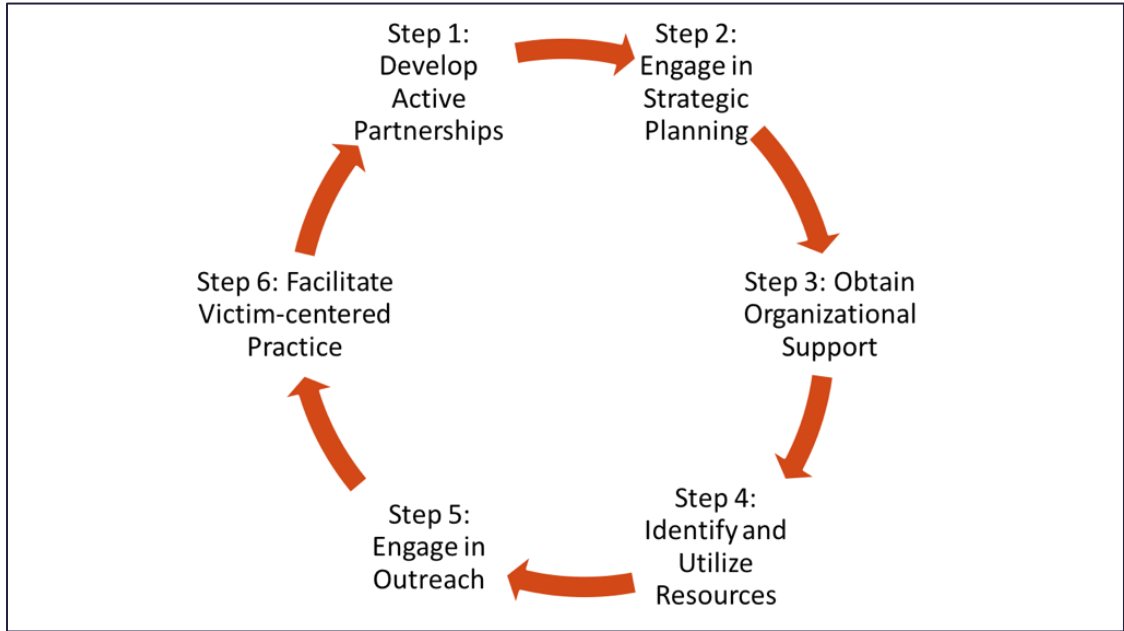 Step 1:
Develop
Active
Partnerships
Step 2:
Engage in
Strategic
Planning
Step 3: Obtain
Organizational
Support
Step 4:
Identify and
Utilize
Resources
Step 5:
Engage in
Outreach
Step 6: Facilitate
Victim-centered
Practice